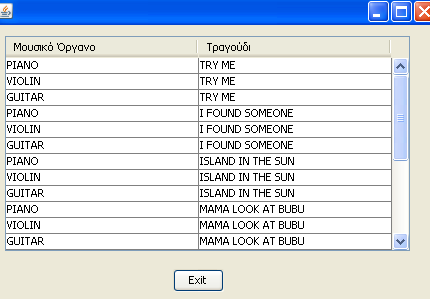 Μουσικό Όργανο Τραγούδι
PIANO TRY ME
VIOLIN TRY ME
GUITAR TRY ME
PIANO I FOUND SOMEONE
VIOLIN I FOUND SOMEONE
GUITAR I FOUND SOMEONE
PIANO ISLAND IN THE SUN
VIOLIN ISLAND IN THE SUN
GUITAR ISLAND IN THE SUN
PIANO MAMA LOOK AT BUBU
VIOLIN MAMA LOOK AT BUBU
GUITAR MAMA LOOK AT BUBU
Exit